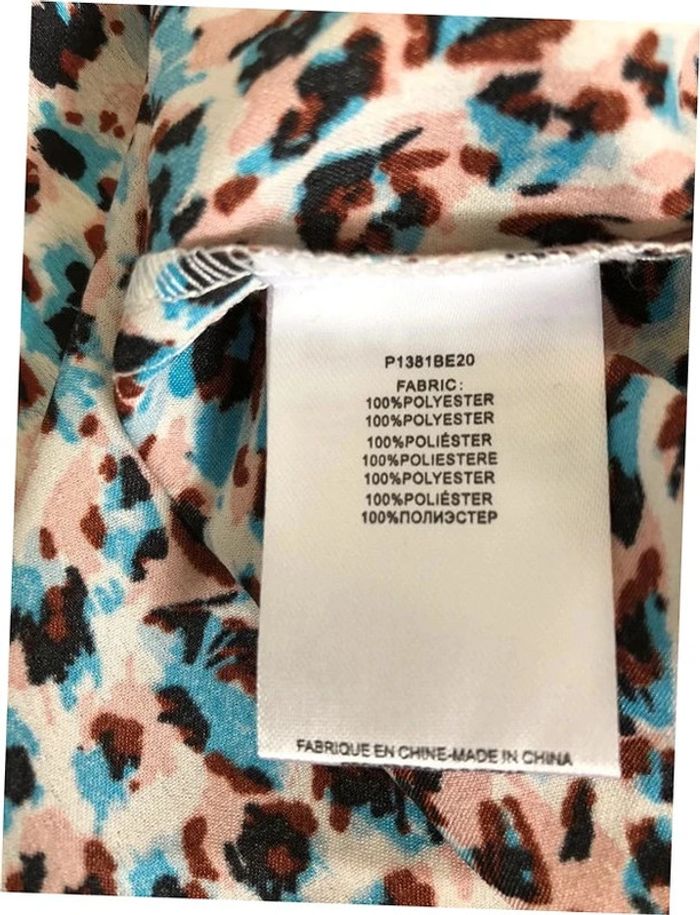 P1381BE20
FABRIC:
100%POLYESTER
100%POLYESTER
100%POLIÉSTER
100%POLIESTERE
100%POLYESTER
100%POLIÉSTER
100%ПОЛИЭСТЕР
FABRIQUE EN CHINE-MADE IN CHINA